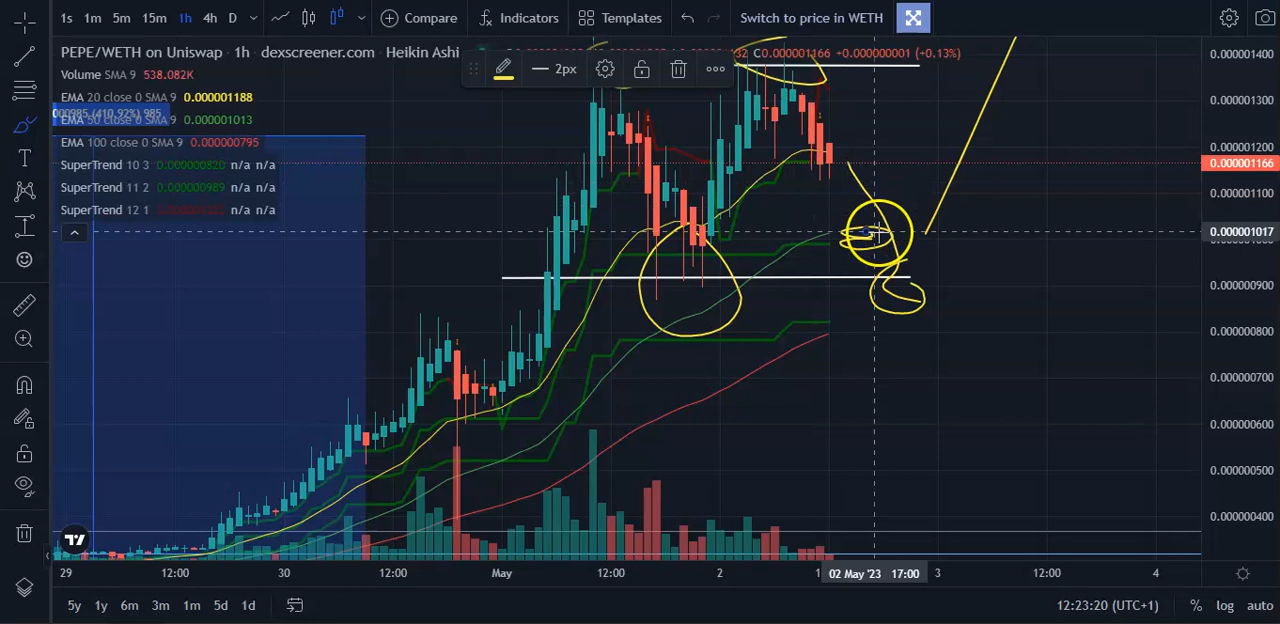 1s 1m 5m 15m 1h 4h D Compare Indicators Templates Switch to price in WETH
PEPE/WETH on Uniswap · 1h · dexscreener.com · Heikin Ashi
C0.000001166 +0.000000001 (+0.13%)
2px
Volume SMA 9 538.082K
EMA 20 close 0 SMA 9 0.000001188
EMA 50 close 0 SMA 9 0.000001013
EMA 100 close 0 SMA 9 0.000000795
SuperTrend 10 3 0.000000820 n/a n/a
SuperTrend 11 2 0.000000989 n/a n/a
SuperTrend 12 1 n/a n/a
0.000001400
0.000001300
0.000001200
0.000001166
0.000001100
0.000001017
0.000000900
0.000000800
0.000000700
0.000000600
0.000000500
0.000000400
29 12:00 30 12:00 May 12:00 2 02 May '23 17:00 3 12:00 4
5y 1y 6m 3m 1m 5d 1d 12:23:20 (UTC+1) % log auto